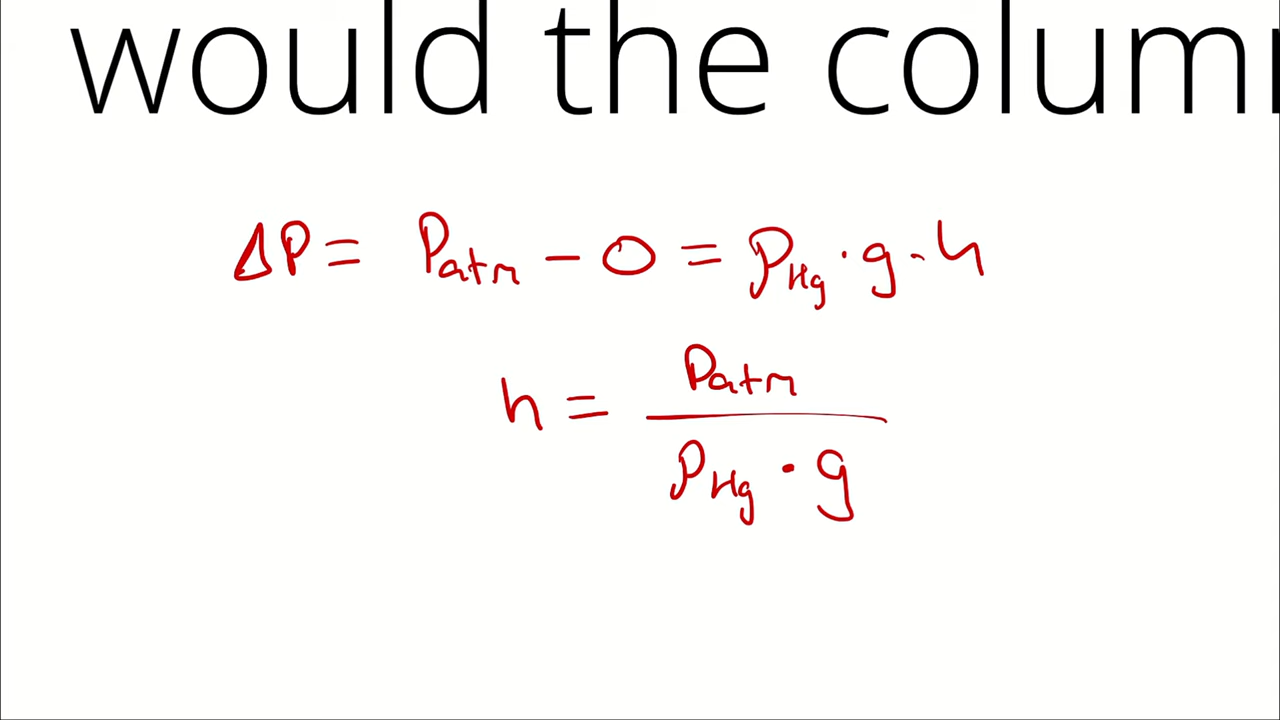 would the colum
ΔP = Patm - 0 = ρHg · g · h
h = Patm / ρHg · g